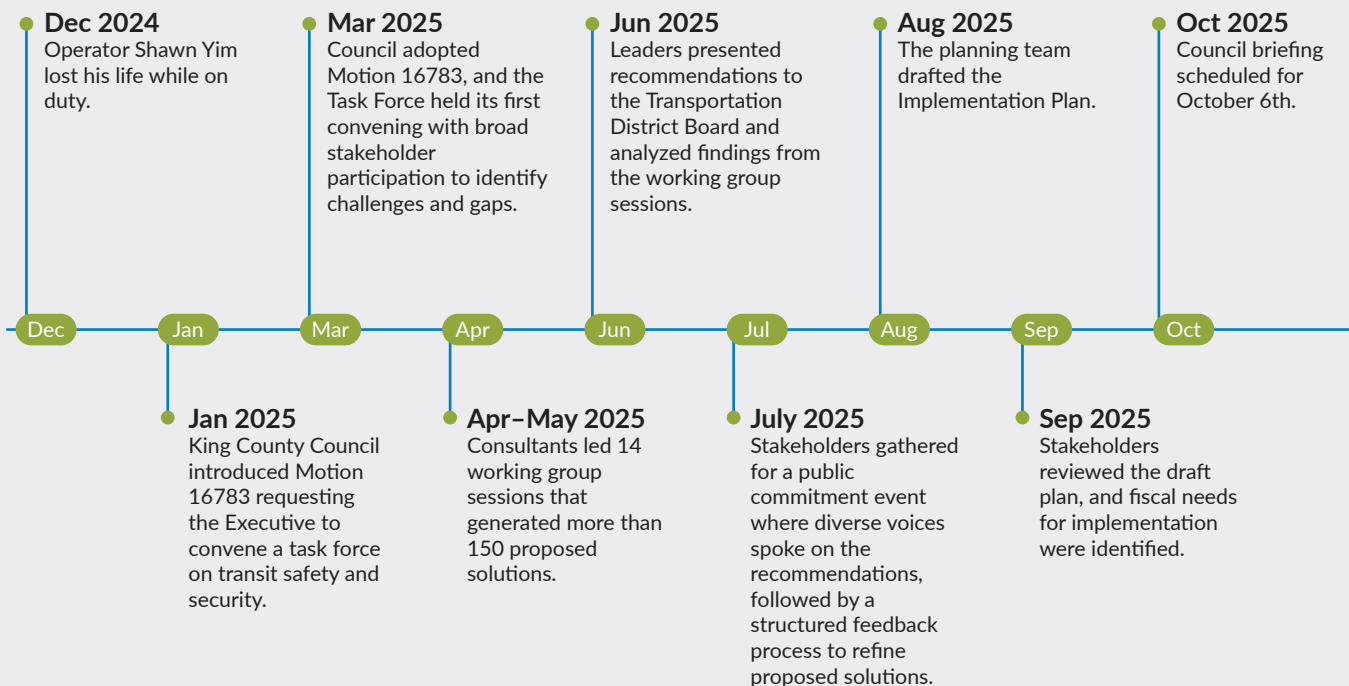 Dec 2024
Operator Shawn Yim
lost his life while on
duty.
Mar 2025
Council adopted
Motion 16783, and the
Task Force held its first
convening with broad
stakeholder
participation to identify
challenges and gaps.
Jun 2025
Leaders presented
recommendations to
the Transportation
District Board and
analyzed findings from
the working group
sessions.
Aug 2025
The planning team
drafted the
Implementation Plan.
Oct 2025
Council briefing
scheduled for
October 6th.
Dec
Jan
Mar
Apr
Jun
Jul
Aug
Sep
Oct
Jan 2025
King County Council
introduced Motion
16783 requesting
the Executive to
convene a task force
on transit safety and
security.
Apr–May 2025
Consultants led 14
working group
sessions that
generated more than
150 proposed
solutions.
July 2025
Stakeholders gathered
for a public
commitment event
where diverse voices
spoke on the
recommendations,
followed by a
structured feedback
process to refine
proposed solutions.
Sep 2025
Stakeholders
reviewed the draft
plan, and fiscal needs
for implementation
were identified.